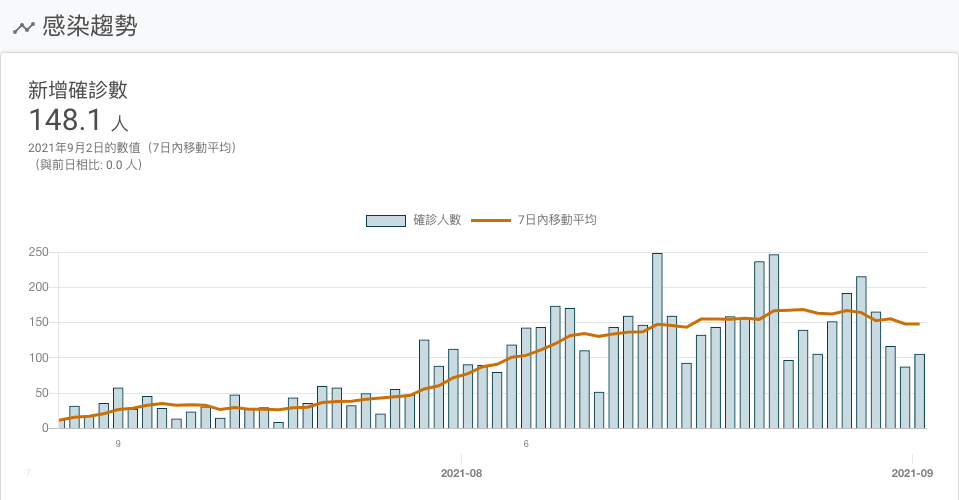 感染趨勢
新增確診數
148.1 人
2021年9月2日的數值（7日內移動平均）
（與前日相比: 0.0 人）
確診人數 7日內移動平均
250
200
150
100
50
0
9 6
7 2021-08 2021-09